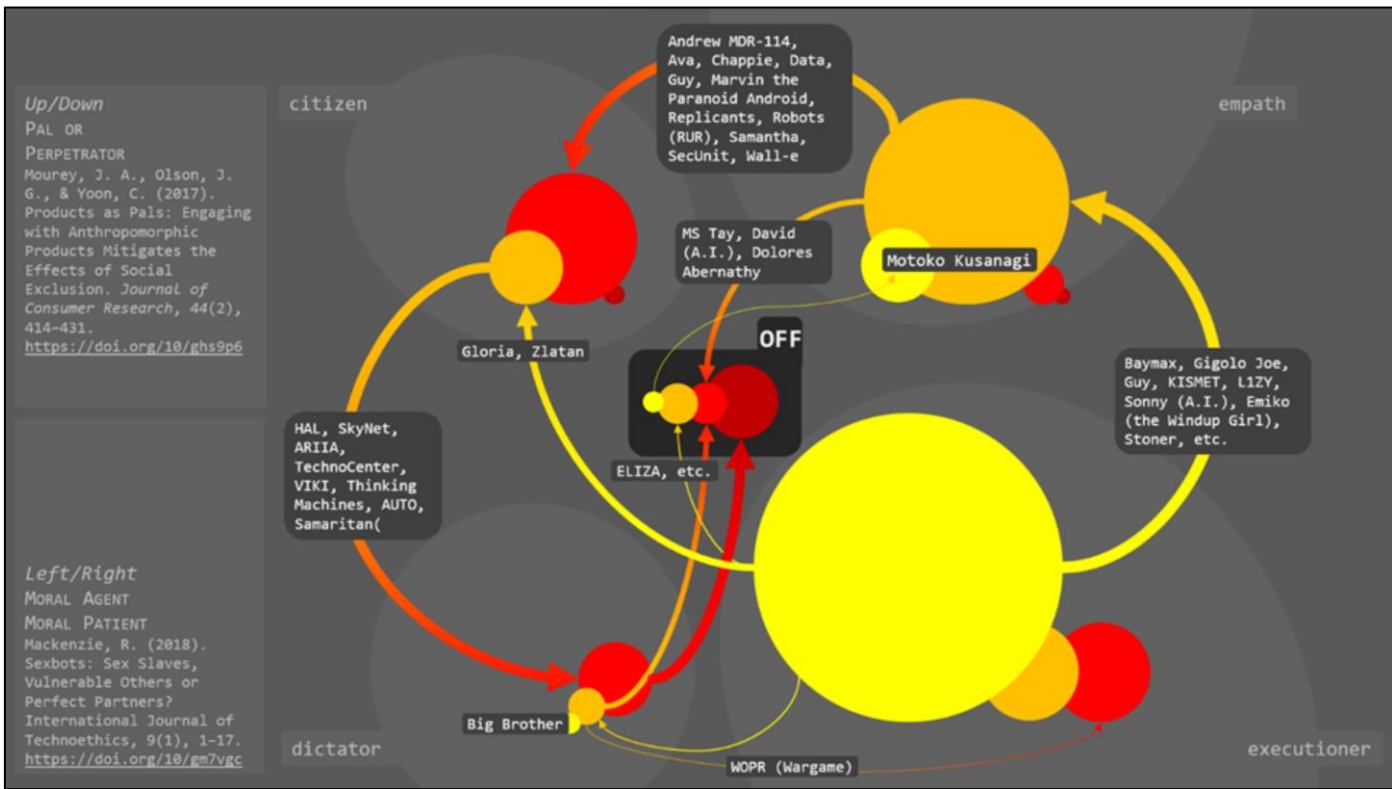 Up/Down
PAL OR
PERPETRATOR
Mourey, J. A., Olson, J.
G., & Yoon, C. (2017).
Products as Pals: Engaging
with Anthropomorphic
Products Mitigates the
Effects of Social
Exclusion. Journal of
Consumer Research, 44(2),
414–431.
https://doi.org/10/ghs9p6
Left/Right
MORAL AGENT
MORAL PATIENT
Mackenzie, R. (2018).
Sexbots: Sex Slaves,
Vulnerable Others or
Perfect Partners?
International Journal of
Technoethics, 9(1), 1–17.
https://doi.org/10/gm7vgc
citizen
Andrew MDR-114,
Ava, Chappie, Data,
Guy, Marvin the
Paranoid Android,
Replicants, Robots
(RUR), Samantha,
SecUnit, Wall-e
empath
MS Tay, David
(A.I.), Dolores
Abernathy
Motoko Kusanagi
Gloria, Zlatan
OFF
Baymax, Gigolo Joe,
Guy, KISMET, L1ZY,
Sonny (A.I.), Emiko
(the Windup Girl),
Stoner, etc.
HAL, SkyNet,
ARIIA,
TechnoCenter,
VIKI, Thinking
Machines, AUTO,
Samaritan(
ELIZA, etc.
Big Brother
dictator
WOPR (Wargame)
executioner